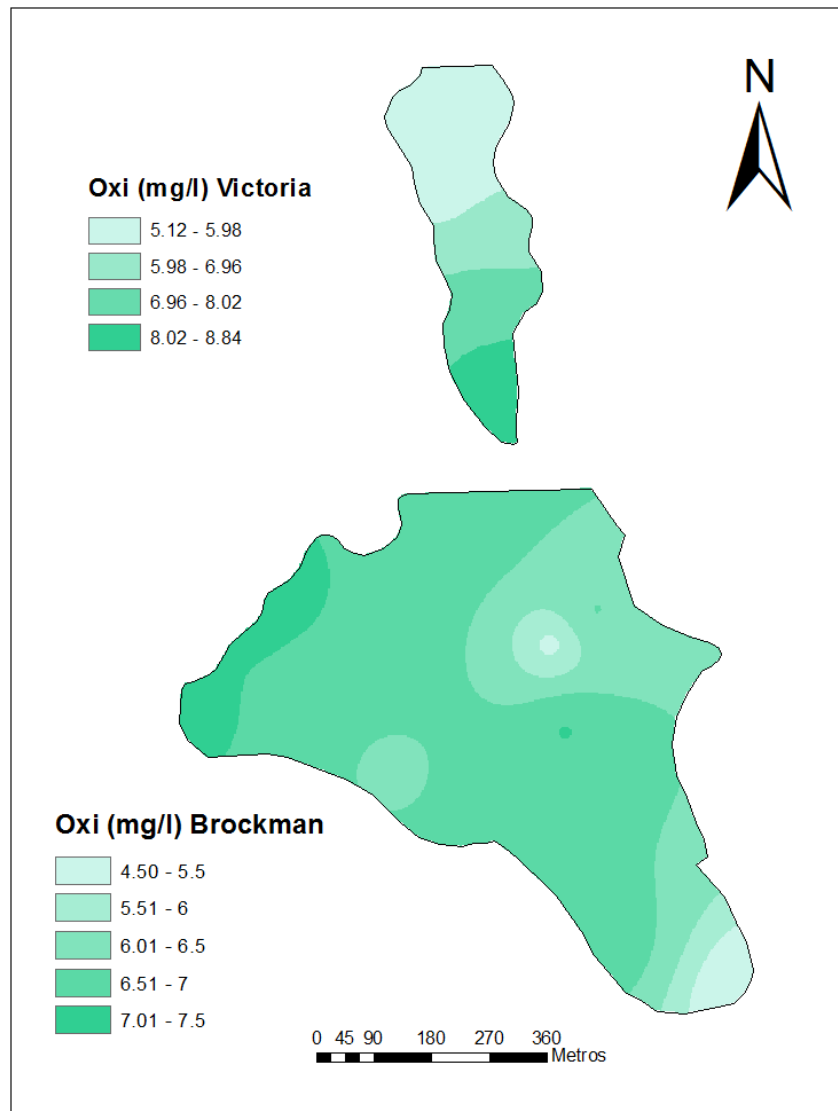 N
Oxi (mg/l) Victoria
5.12 - 5.98
5.98 - 6.96
6.96 - 8.02
8.02 - 8.84
Oxi (mg/l) Brockman
4.50 - 5.5
5.51 - 6
6.01 - 6.5
6.51 - 7
7.01 - 7.5
0 45 90 180 270 360
Metros